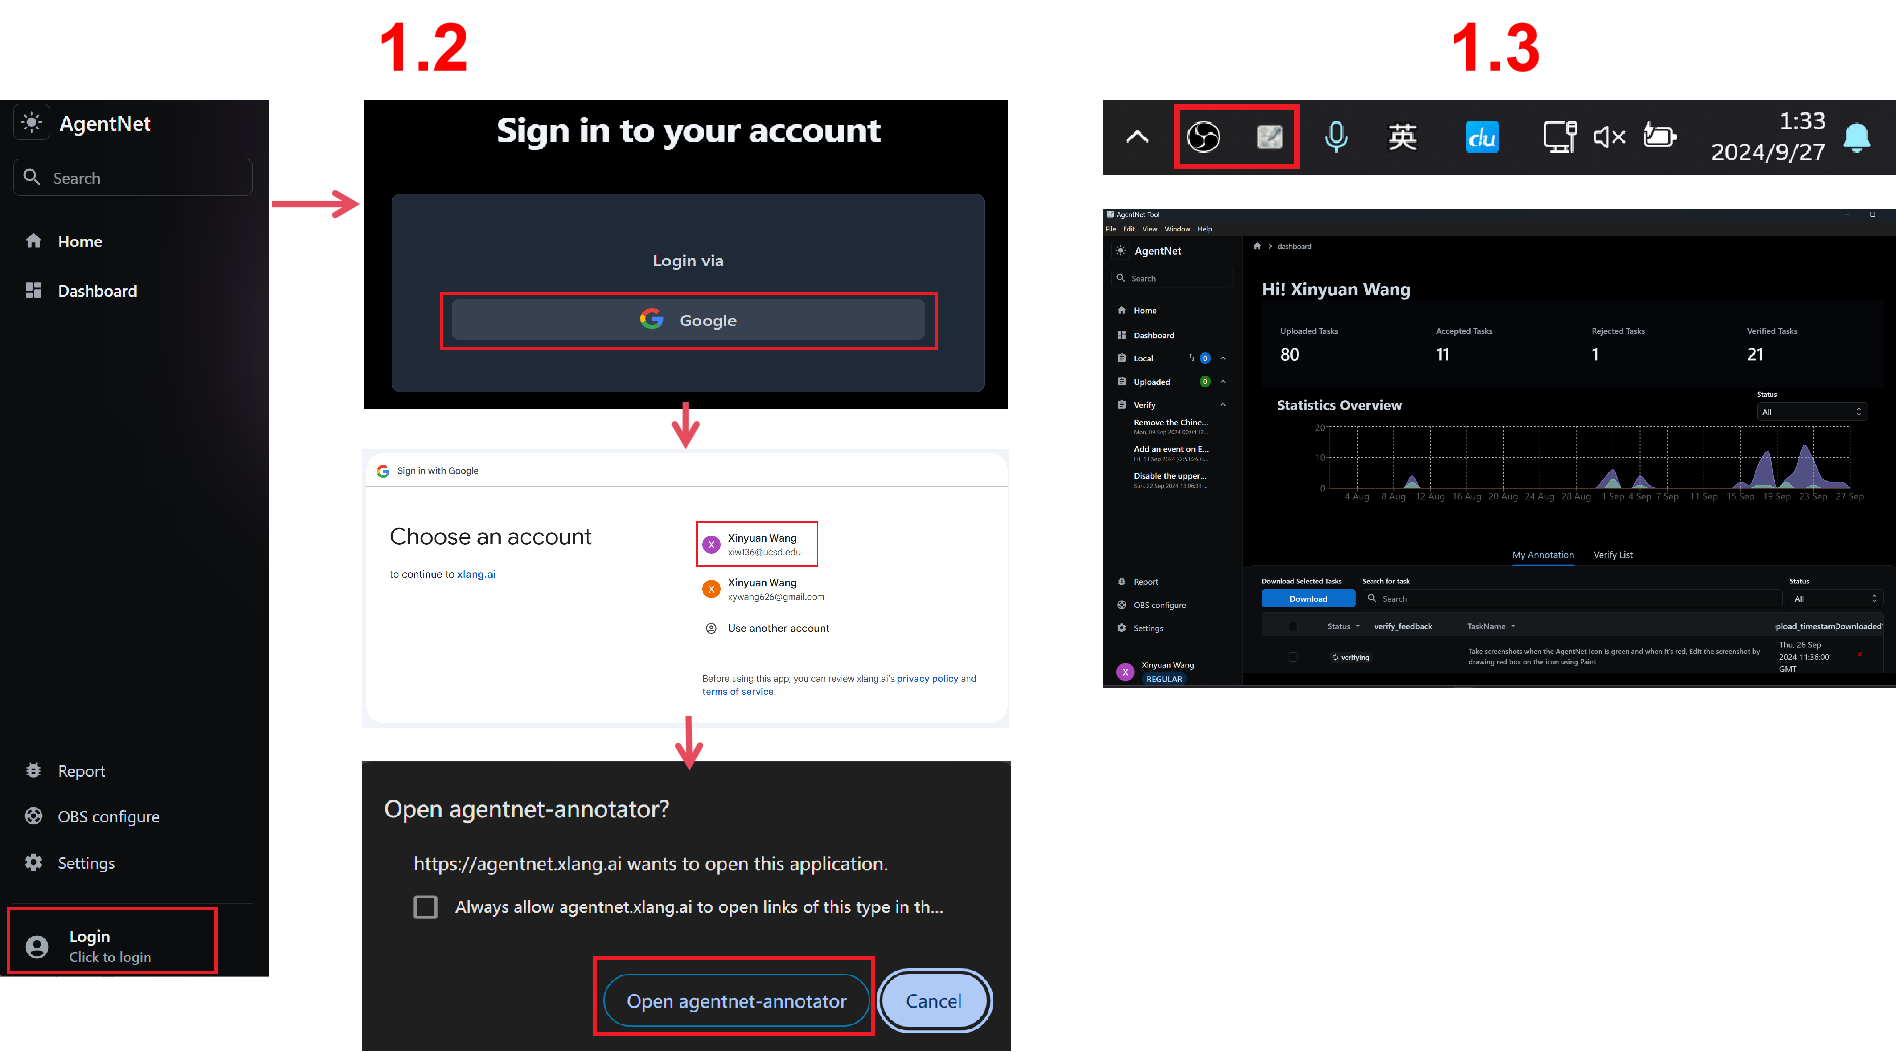 1.2
1.3
AgentNet
Search
Home
Dashboard
Report
OBS configure
Settings
Login
Click to login
Sign in to your account
Login via
Google
Sign in with Google
Choose an account
to continue to xlang.ai
X
Xinyuan Wang
xiw136@ucsd.edu
X
Xinyuan Wang
xywang626@gmail.com
Use another account
Before using this app, you can review xlang.ai's privacy policy and
terms of service.
Open agentnet-annotator?
https://agentnet.xlang.ai wants to open this application.
Always allow agentnet.xlang.ai to open links of this type in th...
Open agentnet-annotator
Cancel
英
du
1:33
2024/9/27
AgentNet Tool
File Edit View Window Help
AgentNet
Search
Home
Dashboard
Local 0
Uploaded 0
Verify
Remove the Chine...
Mon, 09 Sep 2024
Add an event on E...
Disable the upper...
Sun, 22 Sep 2024
Report
OBS configure
Settings
X
Xinyuan Wang
REGULAR
> dashboard
Hi! Xinyuan Wang
Uploaded Tasks Accepted Tasks Rejected Tasks Verified Tasks
80 11 1 21
Statistics Overview
Status
All
20
10
0
4 Aug 8 Aug 12 Aug 16 Aug 20 Aug 24 Aug 28 Aug 1 Sep 4 Sep 7 Sep 11 Sep 15 Sep 19 Sep 23 Sep 27 Sep
My Annotation Verify List
Download Selected Tasks Search for task Status
Download Search All
Status verify_feedback TaskName
verifying
Take screenshots when the AgentNet icon is green and when it's red, Edit the screenshot by
drawing red box on the icon using Paint
Thu, 26 Sep
2024 11:36:00
GMT